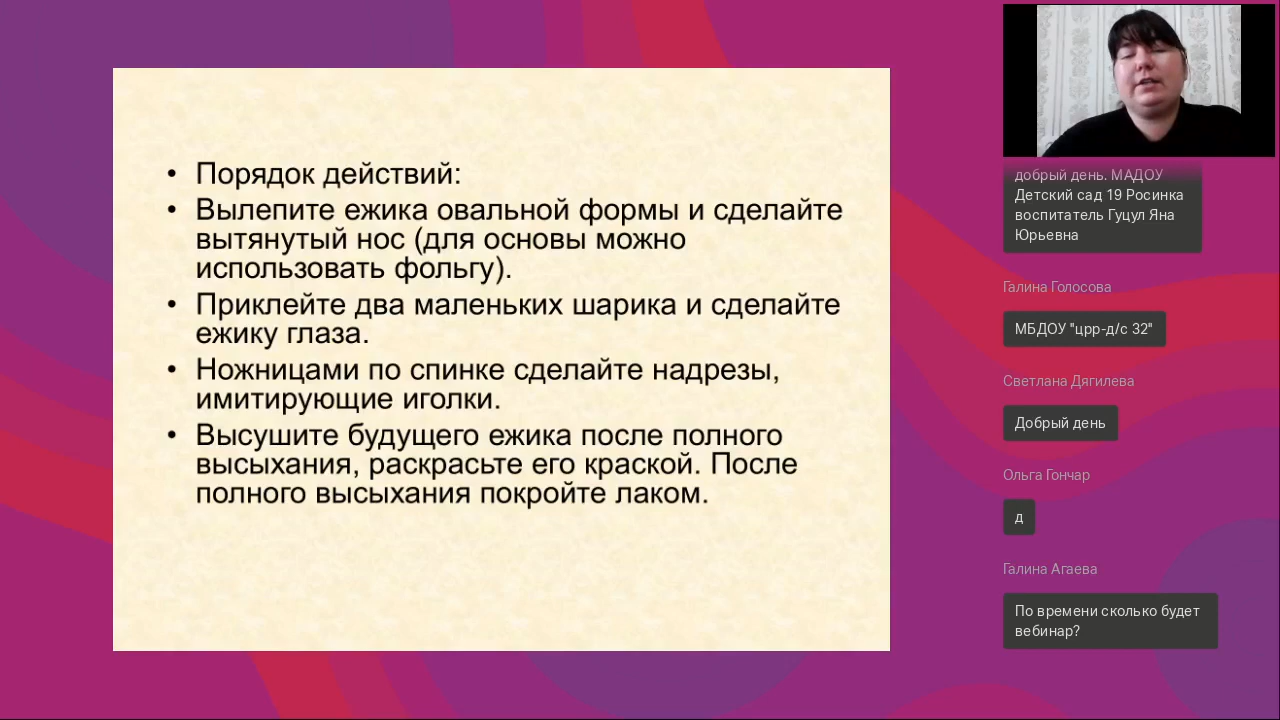 • Порядок действий:
• Вылепите ежика овальной формы и сделайте
вытянутый нос (для основы можно
использовать фольгу).
• Приклейте два маленьких шарика и сделайте
ежику глаза.
• Ножницами по спинке сделайте надрезы,
имитирующие иголки.
• Высушите будущего ежика после полного
высыхания, раскрасьте его краской. После
полного высыхания покройте лаком.
добрый день. МАДОУ
Детский сад 19 Росинка
воспитатель Гуцул Яна
Юрьевна
Галина Голосова
МБДОУ "црр-д/с 32"
Светлана Дягилева
Добрый день
Ольга Гончар
д
Галина Агаева
По времени сколько будет
вебинар?